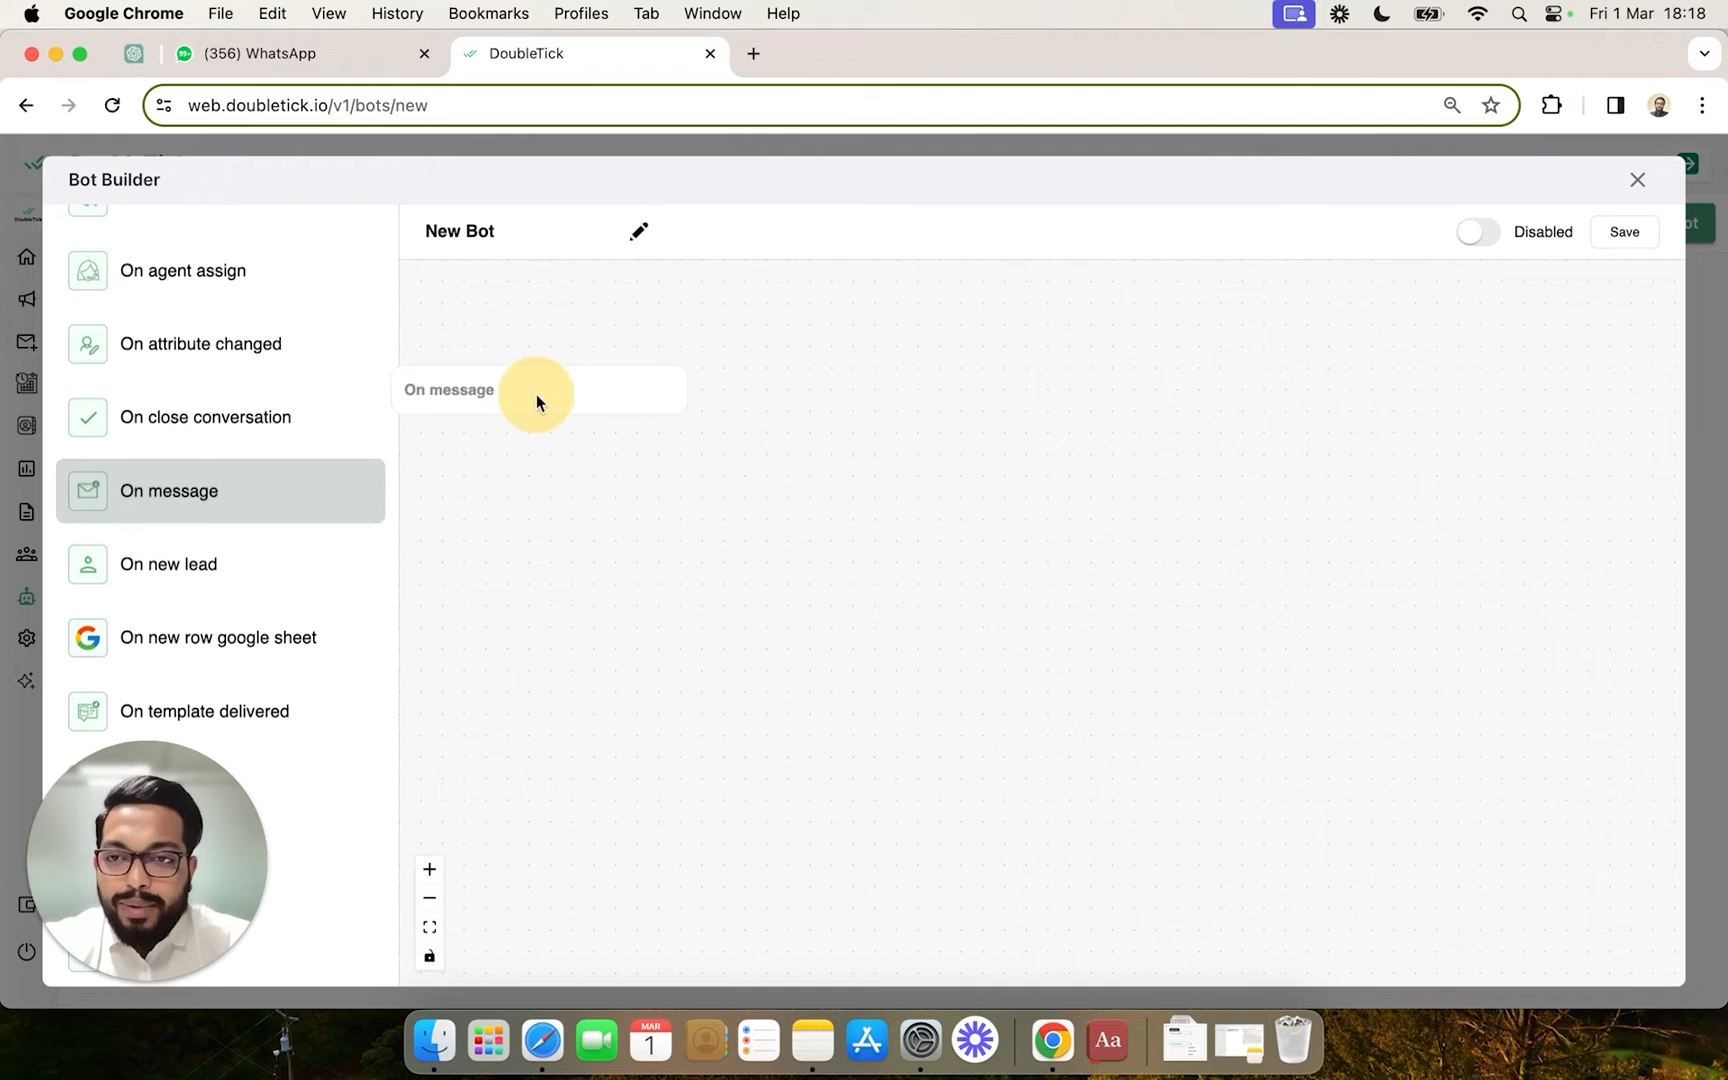 Google Chrome File Edit View History Bookmarks Profiles Tab Window Help Fri 1 Mar 18:18
99+ (356) WhatsApp DoubleTick
web.doubletick.io/v1/bots/new
Bot Builder
New Bot Disabled Save
On agent assign
On attribute changed
On close conversation
On message
On message
On new lead
On new row google sheet
On template delivered
MAR
1
Aa